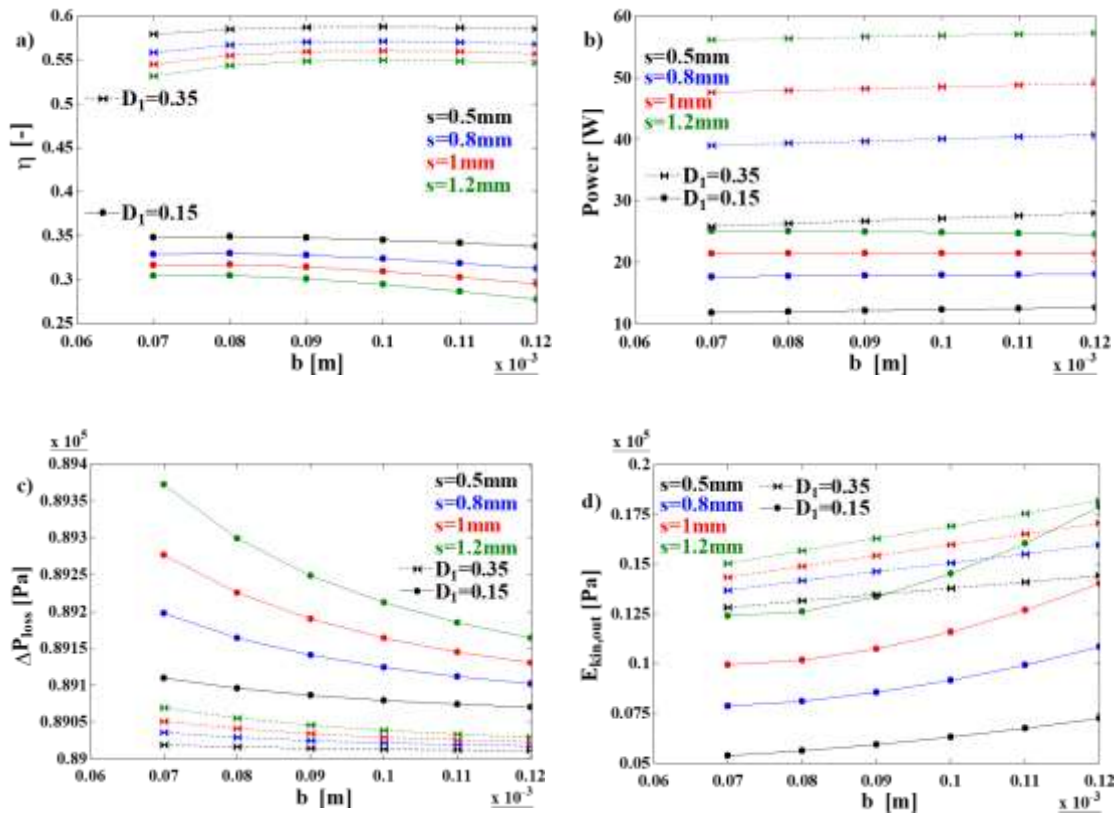 a)
0.6
0.55
0.5
0.45
0.4
0.35
0.3
0.25
η [-]
D1=0.35
s=0.5mm
s=0.8mm
s=1mm
s=1.2mm
D1=0.15
0.06 0.07 0.08 0.09 0.1 0.11 0.12
b [m]
x 10-3
b)
60
50
40
30
20
10
Power [W]
s=0.5mm
s=0.8mm
s=1mm
s=1.2mm
D1=0.35
D1=0.15
0.06 0.07 0.08 0.09 0.1 0.11 0.12
b [m]
x 10-3
x 105
c)
0.894
0.8935
0.893
0.8925
0.892
0.8915
0.891
0.8905
0.89
ΔPloss [Pa]
s=0.5mm
s=0.8mm
s=1mm
s=1.2mm
D1=0.35
D1=0.15
0.06 0.07 0.08 0.09 0.1 0.11 0.12
b [m]
x 10-3
x 105
d)
0.2
0.175
0.15
0.125
0.1
0.075
0.05
Ekin,out [Pa]
s=0.5mm
s=0.8mm
s=1mm
s=1.2mm
D1=0.35
D1=0.15
0.06 0.07 0.08 0.09 0.1 0.11 0.12
b [m]
x 10-3